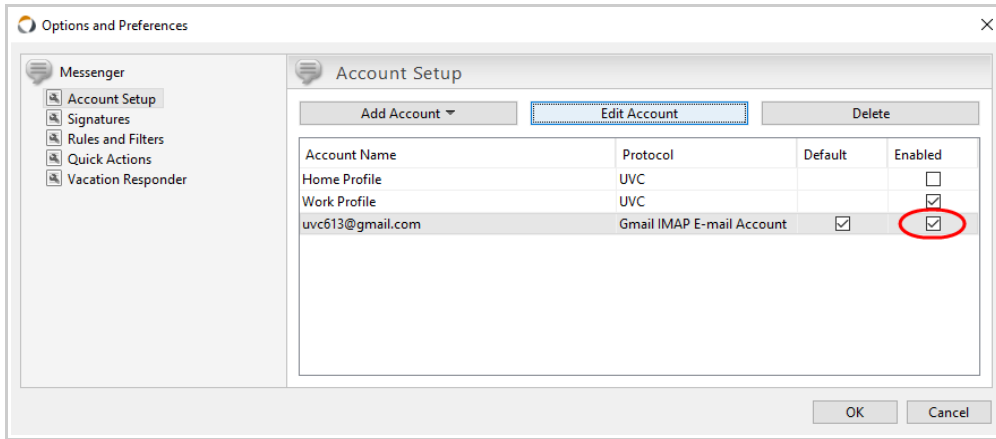 Options and Preferences
Messenger
Account Setup
Signatures
Rules and Filters
Quick Actions
Vacation Responder
Account Setup
Add Account Edit Account Delete
Account Name Protocol Default Enabled
Home Profile UVC
Work Profile UVC
uvc613@gmail.com Gmail IMAP E-mail Account
OK Cancel